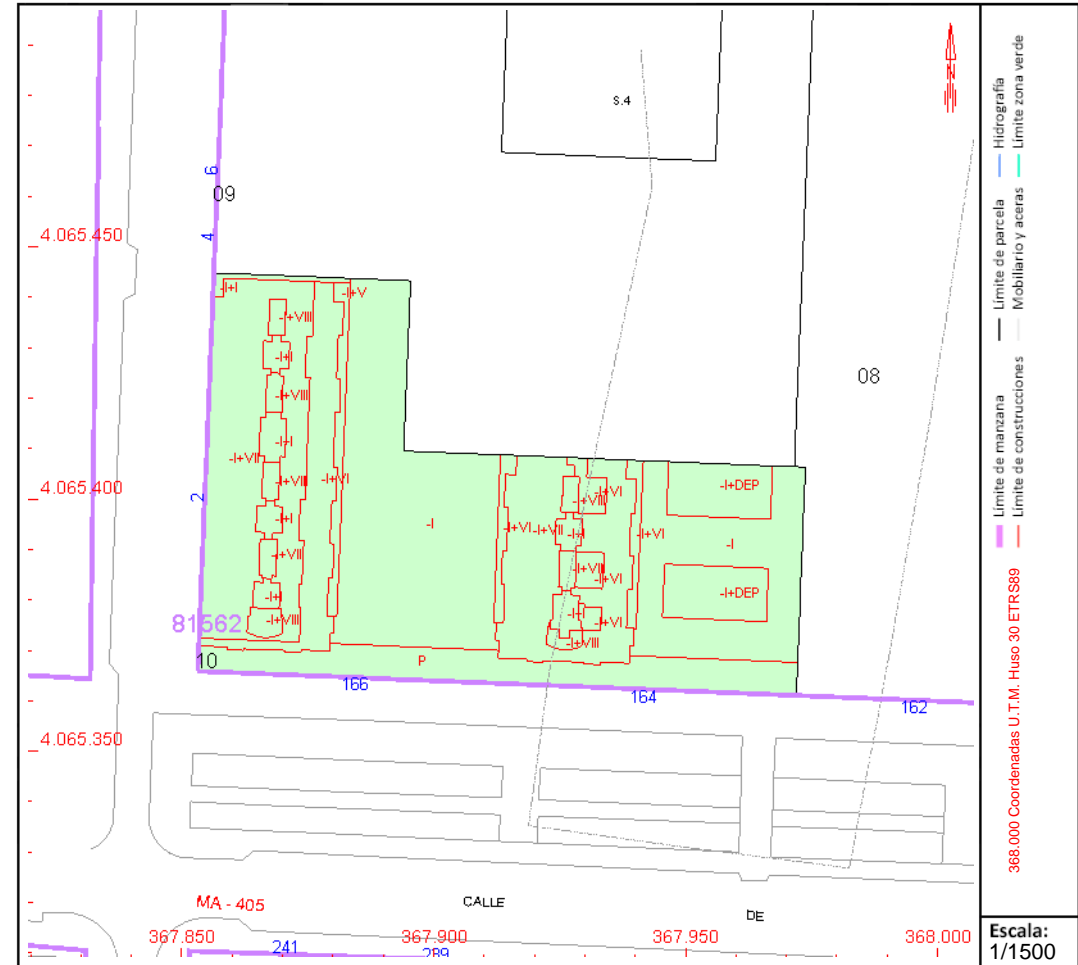 N
S.4
6
09
4
4.065.450
-I+I
-I+V
-I+VIII
-I+I
08
-I+VIII
-I+I
-I+VII
-I+VI
-I+VII
2
4.065.400
-I+DEP
-I+VI
-I+VIII
-I+I
-I
-I+VI
-I+VII
-I+I
-I+VI
-I
-I+VII
-I+VII
-I+VI
-I+I
-I+DEP
-I+VIII
-I+I
-I+VI
-I+VIII
81562
10
P
166
164
162
4.065.350
MA - 405
CALLE
DE
367.850
367.900
367.950
368.000
241
289
Hidrografía
Límite zona verde
Límite de parcela
Mobiliario y aceras
Límite de manzana
Límite de construcciones
368.000 Coordenadas U.T.M. Huso 30 ETRS89
Escala:
1/1500